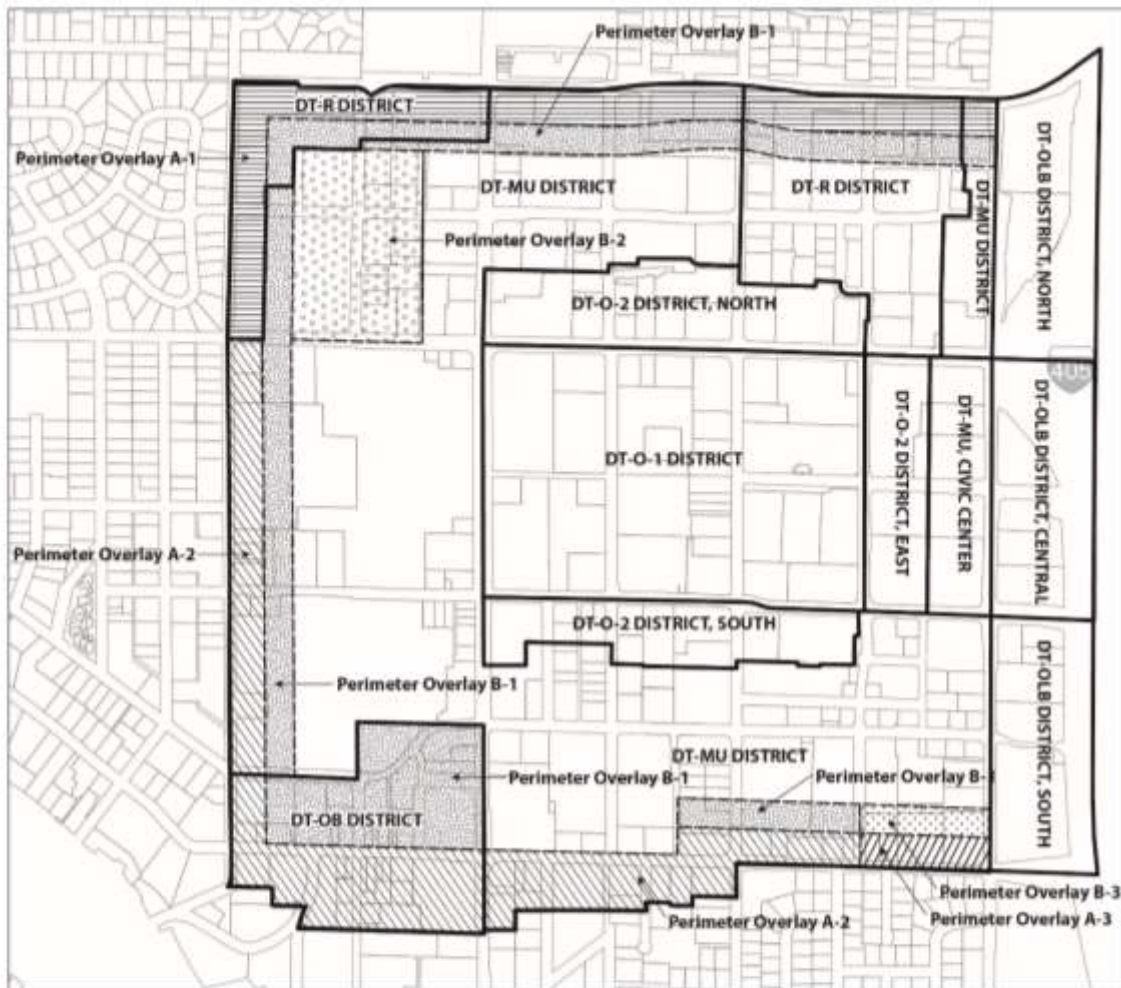 Perimeter Overlay B-1
DT-R DISTRICT
Perimeter Overlay A-1
DT-MU DISTRICT
DT-R DISTRICT
DT-MU DISTRICT
DT-OLB DISTRICT, NORTH
Perimeter Overlay B-2
DT-O-2 DISTRICT, NORTH
405
DT-O-1 DISTRICT
DT-O-2 DISTRICT, EAST
DT-MU, CIVIC CENTER
DT-OLB DISTRICT, CENTRAL
Perimeter Overlay A-2
DT-O-2 DISTRICT, SOUTH
Perimeter Overlay B-1
DT-OLB DISTRICT, SOUTH
DT-MU DISTRICT
Perimeter Overlay B-1
Perimeter Overlay B-1
DT-OB DISTRICT
Perimeter Overlay B-3
Perimeter Overlay A-2
Perimeter Overlay A-3